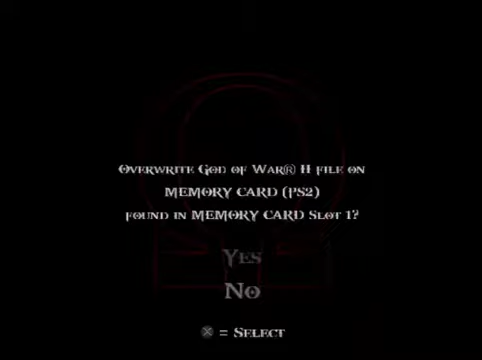 Overwrite God of War® II file on
MEMORY CARD (PS2)
found in MEMORY CARD Slot 1?
Yes
No
= Select